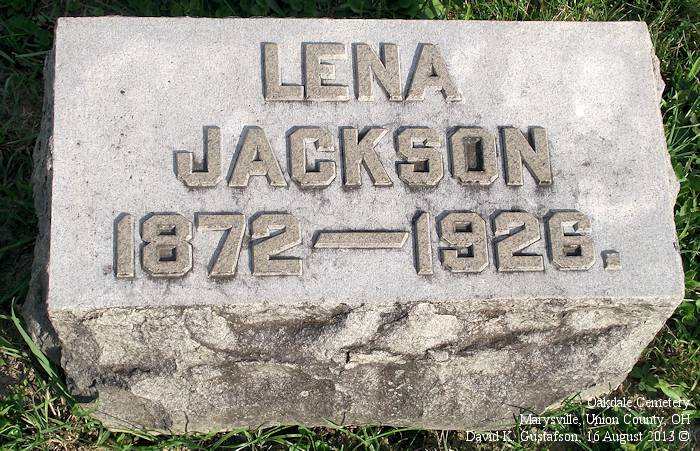 LENA
JACKSON
1872—1926.
Oakdale Cemetery
Marysville, Union County, OH
David K. Gustafson, 16 August 2013 ©